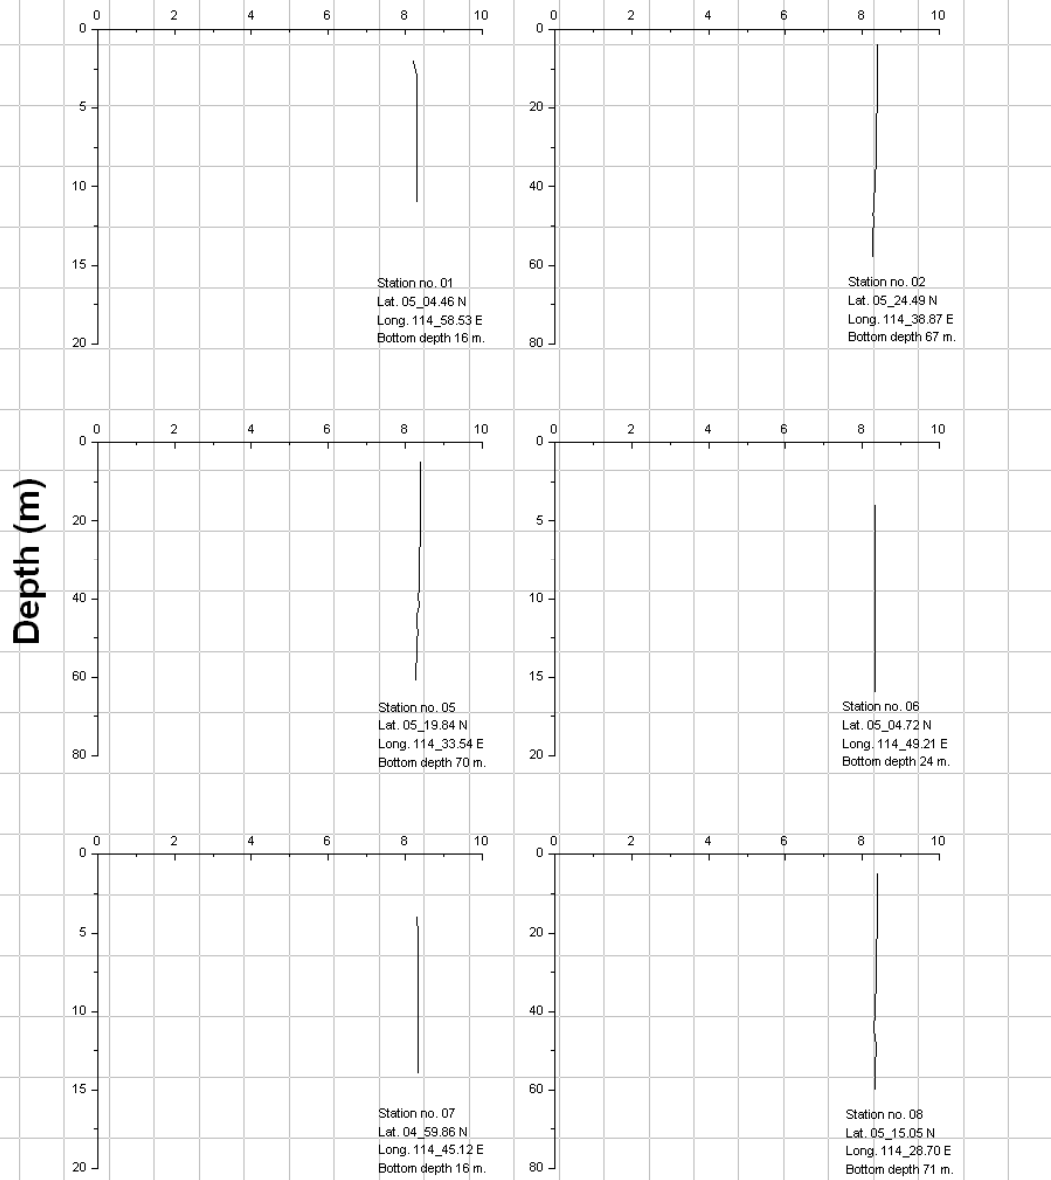 Depth (m)
0 2 4 6 8 10
0
5
10
15
20
Station no. 01
Lat. 05_04.46 N
Long. 114_58.53 E
Bottom depth 16 m.
0 2 4 6 8 10
0
20
40
60
80
Station no. 02
Lat. 05_24.49 N
Long. 114_38.87 E
Bottom depth 67 m.
0 2 4 6 8 10
0
20
40
60
80
Station no. 05
Lat. 05_19.84 N
Long. 114_33.54 E
Bottom depth 70 m.
0 2 4 6 8 10
0
5
10
15
20
Station no. 06
Lat. 05_04.72 N
Long. 114_49.21 E
Bottom depth 24 m.
0 2 4 6 8 10
0
5
10
15
20
Station no. 07
Lat. 04_59.86 N
Long. 114_45.12 E
Bottom depth 16 m.
0 2 4 6 8 10
0
20
40
60
80
Station no. 08
Lat. 05_15.05 N
Long. 114_28.70 E
Bottom depth 71 m.